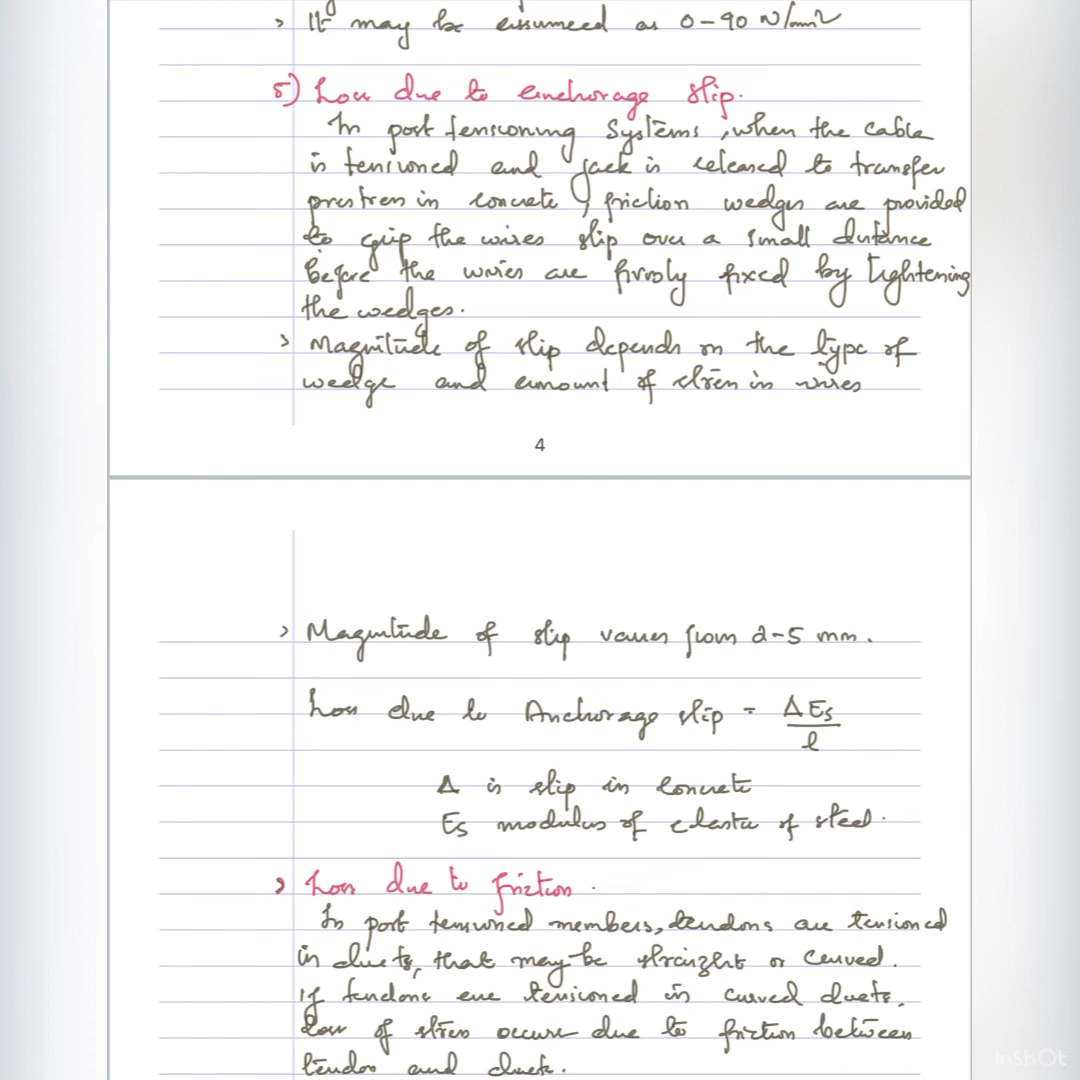 > It may be assumed as 0-90 N/mm²
5) Loss due to anchorage slip.
In post tensioning systems, when the cable
is tensioned and jack is released to transfer
prestress in concrete, friction wedges are provided
to grip the wires slip over a small distance
before the wires are firmly fixed by tightening
the wedges.
> Magnitude of slip depends on the type of
wedge and amount of stress in wires
4
> Magnitude of slip varies from 2-5 mm.
Loss due to Anchorage slip = ΔEs/l
Δ is slip in concrete
Es modulus of elastic of steel.
> Loss due to friction.
In post tensioned members, tendons are tensioned
in ducts, that may be straight or curved.
If tendons are tensioned in curved ducts,
loss of stress occurs due to friction between
tendon and duct.
InShOt